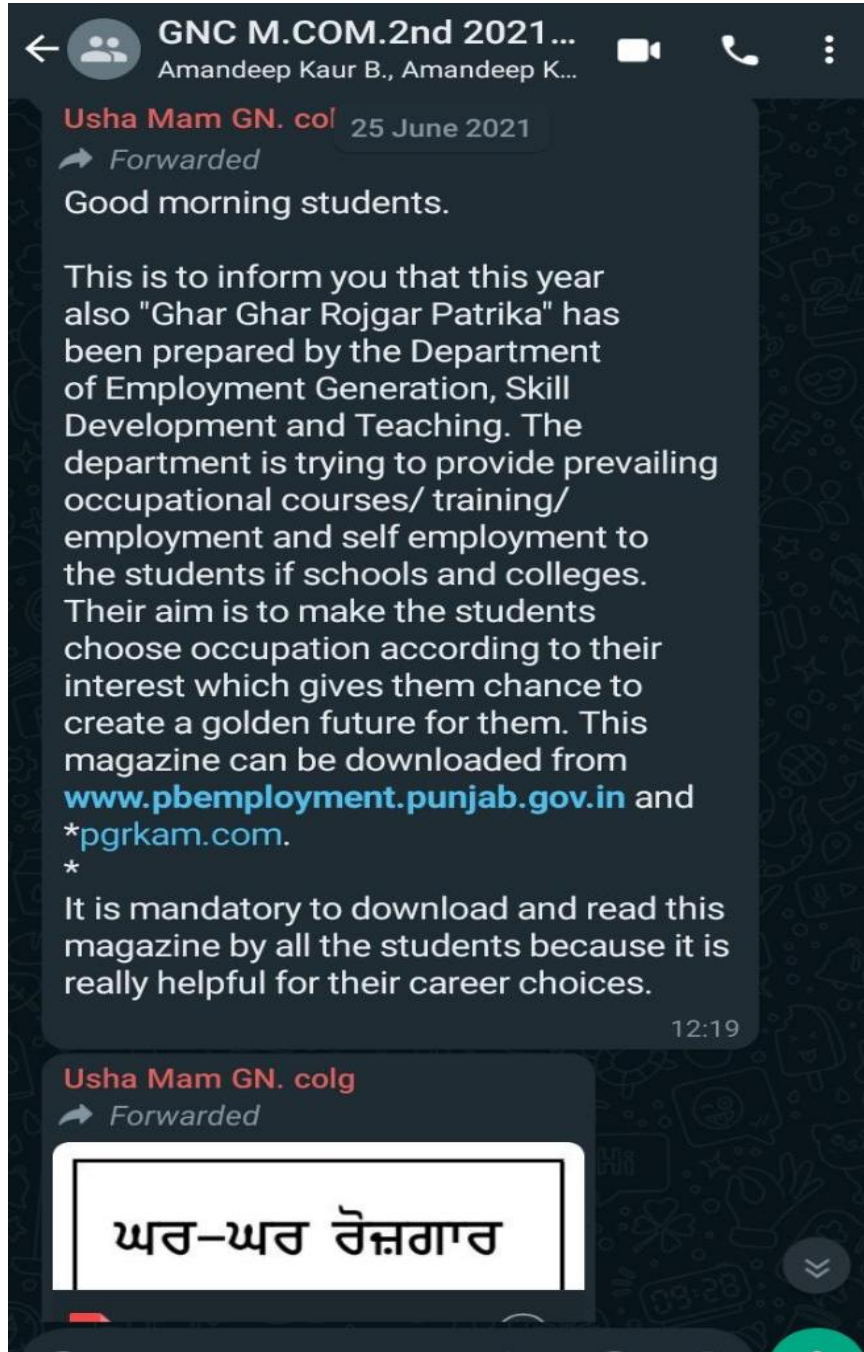 GNC M.COM.2nd 2021...
Amandeep Kaur B., Amandeep K...
25 June 2021
Usha Mam GN. col
Forwarded
Good morning students.
This is to inform you that this year
also "Ghar Ghar Rojgar Patrika" has
been prepared by the Department
of Employment Generation, Skill
Development and Teaching. The
department is trying to provide prevailing
occupational courses/ training/
employment and self employment to
the students if schools and colleges.
Their aim is to make the students
choose occupation according to their
interest which gives them chance to
create a golden future for them. This
magazine can be downloaded from
www.pbemployment.punjab.gov.in and
*pgrkam.com.
*
It is mandatory to download and read this
magazine by all the students because it is
really helpful for their career choices.
12:19
Usha Mam GN. colg
Forwarded
ਘਰ-ਘਰ ਰੋਜ਼ਗਾਰ